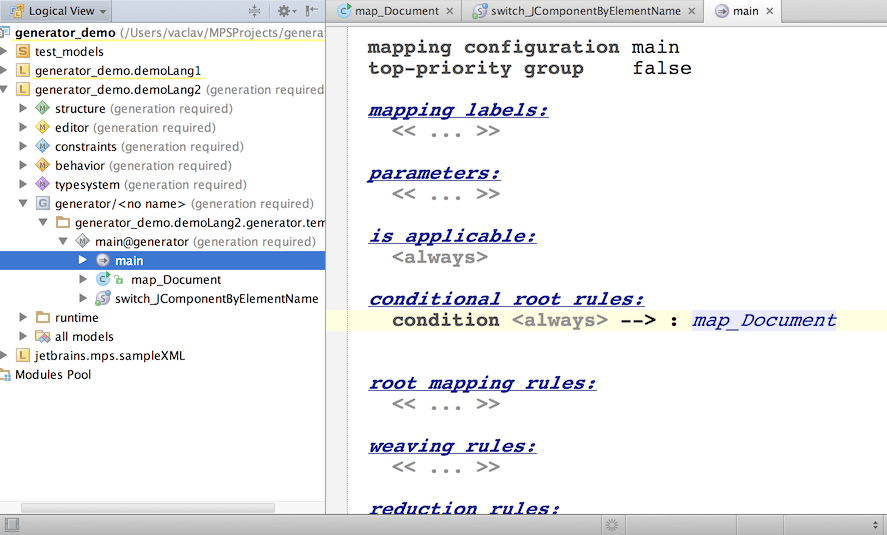 Logical View
map_Document
switch_JComponentByElementName
main
generator_demo (/Users/vaclav/MPSProjects/genera
test_models
generator_demo.demoLang1
generator_demo.demoLang2 (generation required)
structure (generation required)
editor (generation required)
constraints (generation required)
behavior (generation required)
typesystem (generation required)
generator/<no name> (generation required)
generator_demo.demoLang2.generator.tem
main@generator (generation required)
main
map_Document
switch_JComponentByElementName
runtime
all models
jetbrains.mps.sampleXML
Modules Pool
mapping configuration main
top-priority group false
mapping labels:
<< ... >>
parameters:
<< ... >>
is applicable:
<always>
conditional root rules:
condition <always> --> : map_Document
root mapping rules:
<< ... >>
weaving rules:
<< ... >>
reduction rules: